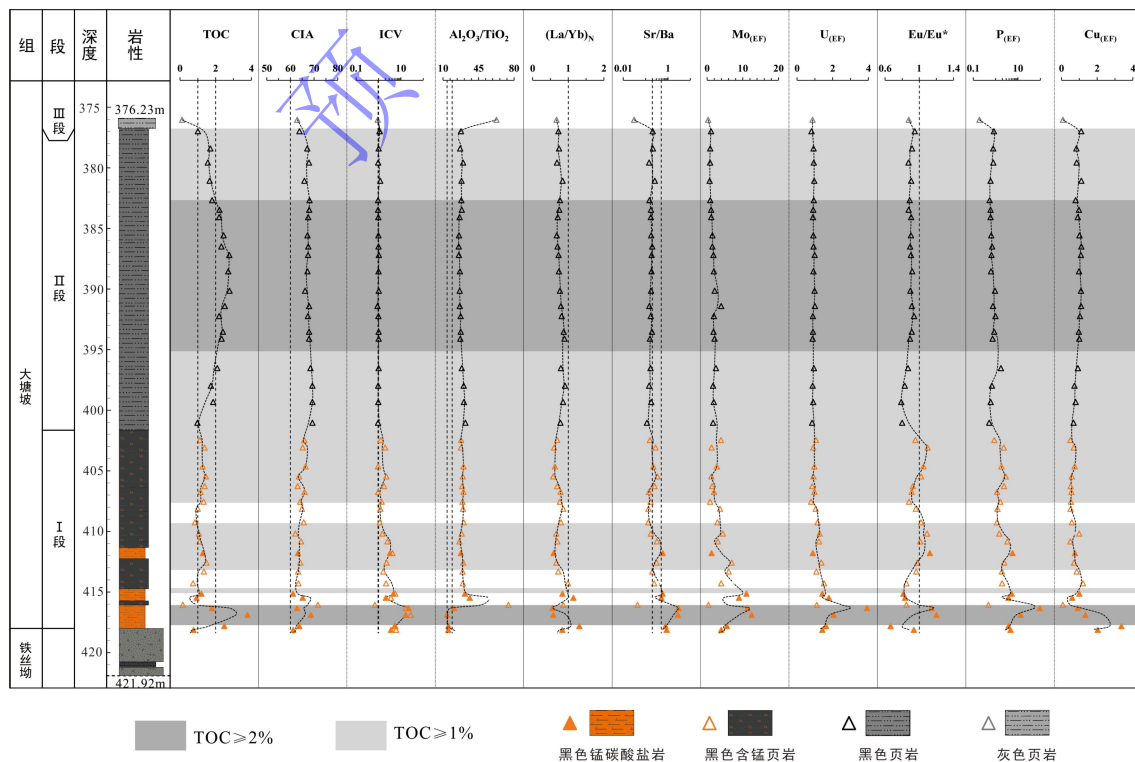 组 段 深度 岩性 TOC CIA ICV Al₂O₃/TiO₂ (La/Yb)N Sr/Ba Mo(EF) U(EF) Eu/Eu* P(EF) Cu(EF)
0 2 4 50 60 70 80 0.1 10 10 45 80 0 1 2 0.01 1 0 20 40 0 2 4 0.6 1 1.4 0.1 10 0 2 4
376.23m
375
380
385
390
395
400
405
410
415
420
421.92m
大塘坡
铁丝坳
Ⅲ段
Ⅱ段
Ⅰ段
预
TOC⩾2%
TOC⩾1%
黑色锰碳酸盐岩
黑色含锰页岩
黑色页岩
灰色页岩